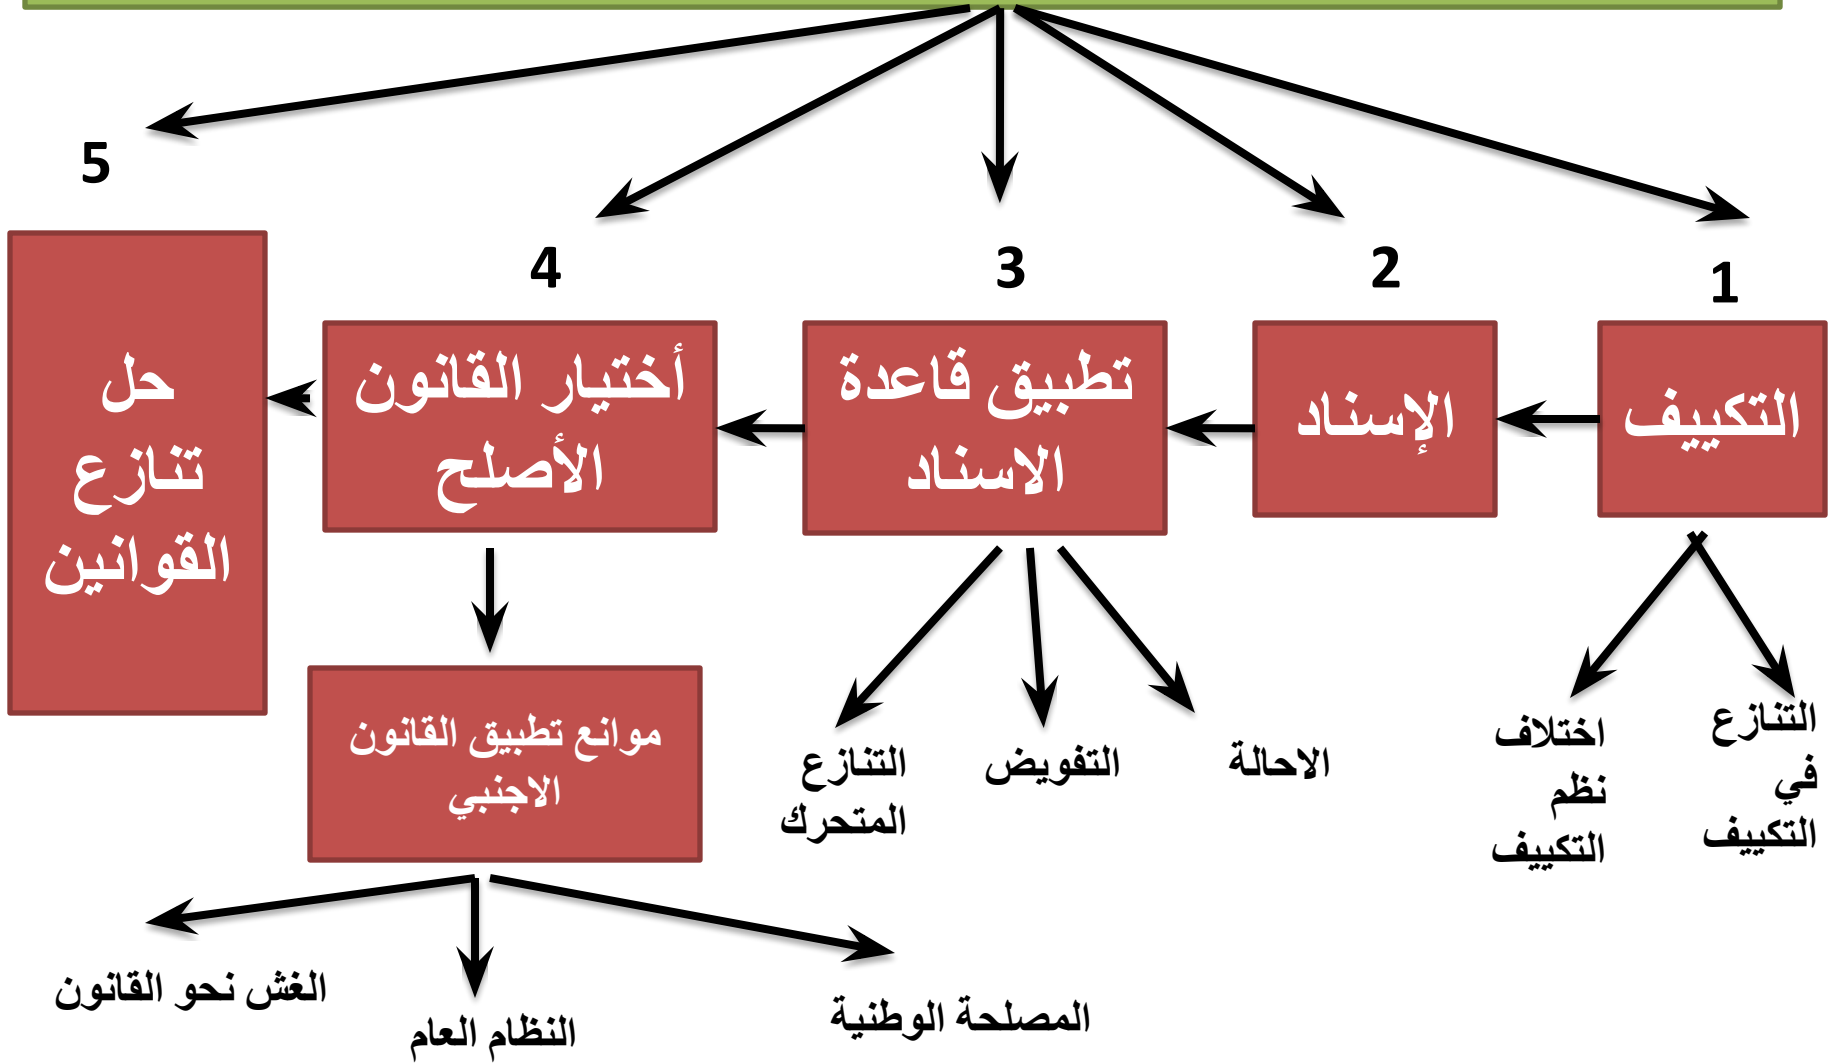 1
2
3
4
5
التكييف
الإسناد
تطبيق قاعدة
الاسناد
أختيار القانون
الأصلح
حل
تنازع
القوانين
التنازع
في
التكييف
اختلاف
نظم
التكييف
الاحالة
التفويض
التنازع
المتحرك
موانع تطبيق القانون
الاجنبي
المصلحة الوطنية
النظام العام
الغش نحو القانون